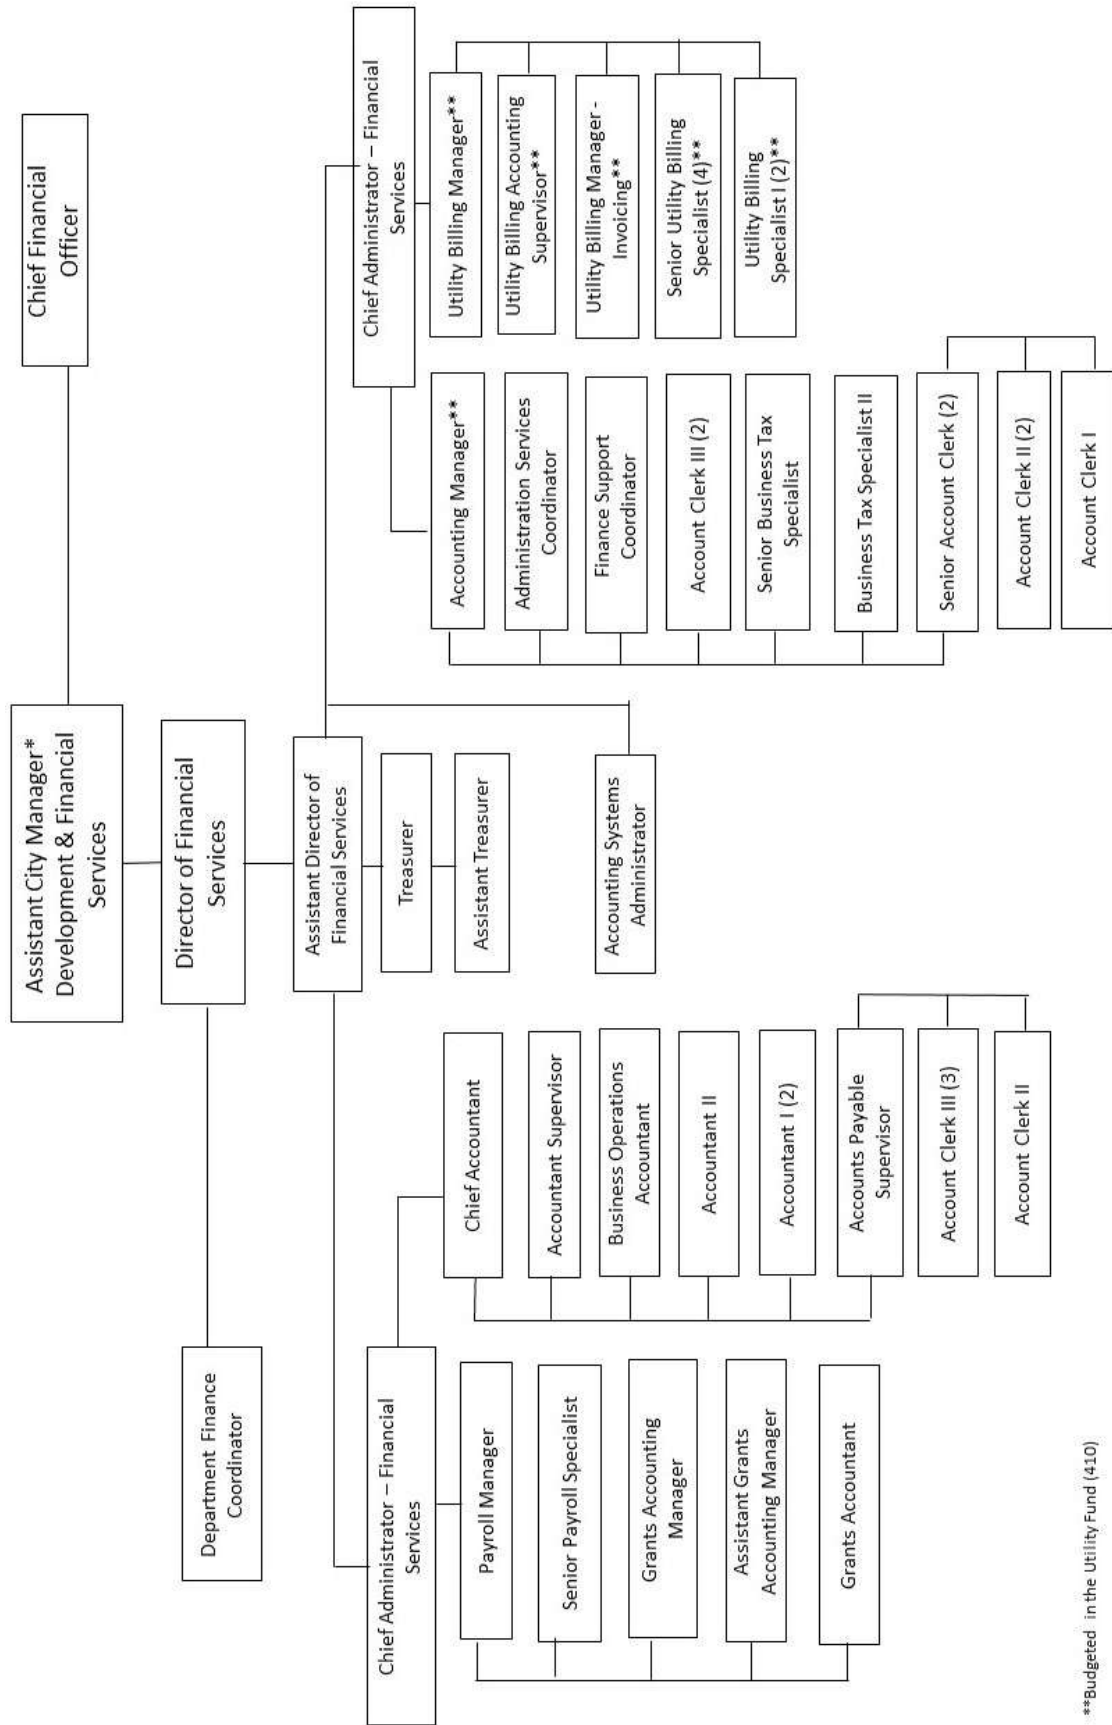 Assistant City Manager*
Development & Financial
Services
Chief Financial
Officer
Director of Financial
Services
Department Finance
Coordinator
Assistant Director of
Financial Services
Treasurer
Assistant Treasurer
Accounting Systems
Administrator
Chief Administrator – Financial
Services
Payroll Manager
Senior Payroll Specialist
Grants Accounting
Manager
Assistant Grants
Accounting Manager
Grants Accountant
Chief Accountant
Accountant Supervisor
Business Operations
Accountant
Accountant II
Accountant I (2)
Accounts Payable
Supervisor
Account Clerk III (3)
Account Clerk II
Chief Administrator – Financial
Services
Accounting Manager**
Administration Services
Coordinator
Finance Support
Coordinator
Account Clerk III (2)
Senior Business Tax
Specialist
Business Tax Specialist II
Senior Account Clerk (2)
Account Clerk II (2)
Account Clerk I
Utility Billing Manager**
Utility Billing Accounting
Supervisor**
Utility Billing Manager -
Invoicing**
Senior Utility Billing
Specialist (4)**
Utility Billing
Specialist I (2)**
**Budgeted in the Utility Fund (410)